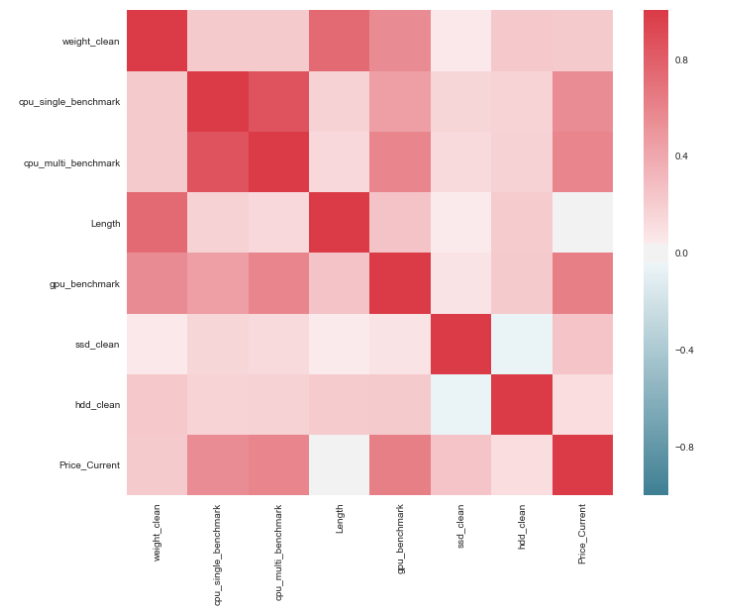 weight_clean
cpu_single_benchmark
cpu_multi_benchmark
Length
gpu_benchmark
ssd_clean
hdd_clean
Price_Current
weight_clean
cpu_single_benchmark
cpu_multi_benchmark
Length
gpu_benchmark
ssd_clean
hdd_clean
Price_Current
0.8
0.4
0.0
−0.4
−0.8